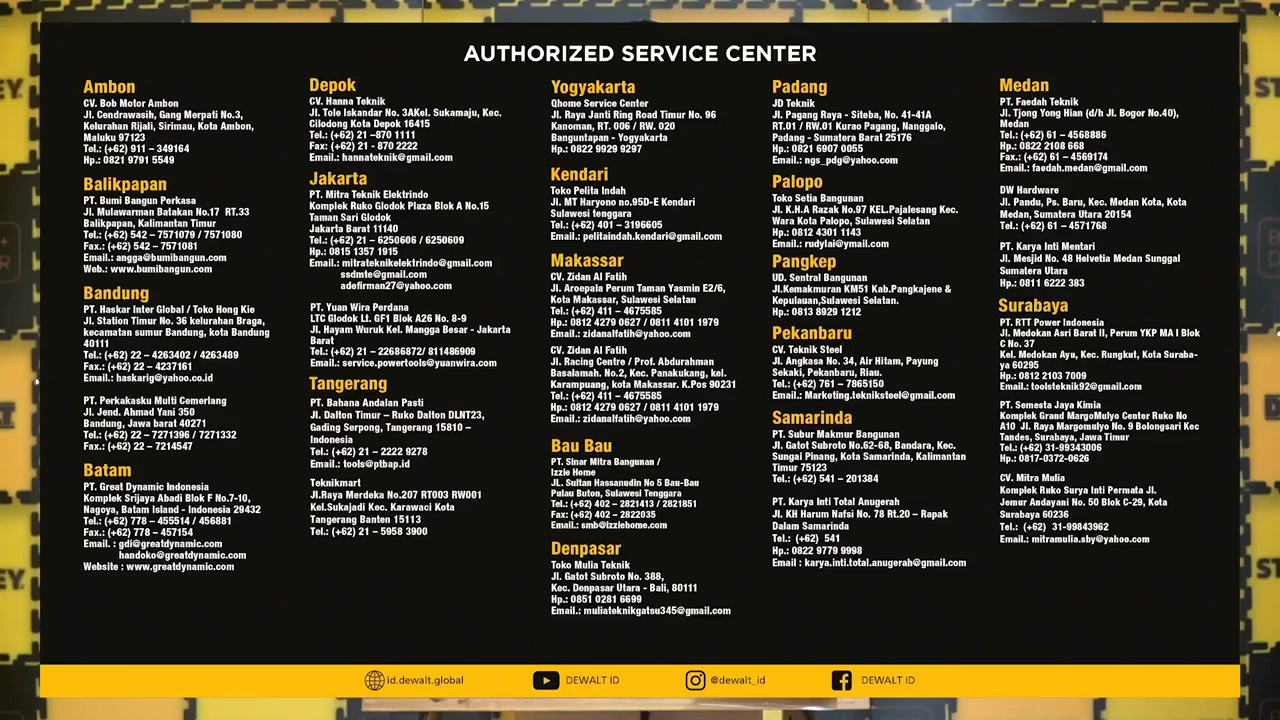 AUTHORIZED SERVICE CENTER
Ambon
CV. Bob Motor Ambon
Jl. Cendrawasih, Gang Merpati No.3,
Kelurahan Rijali, Sirimau, Kota Ambon,
Maluku 97123
Tel.: (+62) 911 – 349164
Hp.: 0821 9791 5549
Balikpapan
PT. Bumi Bangun Perkasa
Jl. Mulawarman Batakan No.17 RT.33
Balikpapan, Kalimantan Timur
Tel.: (+62) 542 – 7571079 / 7571080
Fax.: (+62) 542 – 7571081
Email.: angga@bumibangun.com
Web.: www.bumibangun.com
Bandung
PT. Haskar Inter Global / Toko Hong Kie
Jl. Station Timur No. 36 kelurahan Braga,
kecamatan sumur Bandung, kota Bandung
40111
Tel.: (+62) 22 – 4263402 / 4263489
Fax.: (+62) 22 – 4237161
Email.: haskarig@yahoo.co.id
PT. Perkakasku Multi Cemerlang
Jl. Jend. Ahmad Yani 350
Bandung, Jawa barat 40271
Tel.: (+62) 22 – 7271396 / 7271332
Fax.: (+62) 22 – 7214547
Batam
PT. Great Dynamic Indonesia
Komplek Srijaya Abadi Blok F No.7-10,
Nagoya, Batam Island - Indonesia 29432
Tel.: (+62) 778 – 455514 / 456881
Fax.: (+62) 778 – 457154
Email. : gdi@greatdynamic.com
handoko@greatdynamic.com
Website : www.greatdynamic.com
Depok
CV. Hanna Teknik
Jl. Tole Iskandar No. 3AKel. Sukamaju, Kec.
Cilodong Kota Depok 16415
Tel.: (+62) 21 –870 1111
Fax: (+62) 21 - 870 2222
Email.: hannateknik@gmail.com
Jakarta
PT. Mitra Teknik Elektrindo
Komplek Ruko Glodok Plaza Blok A No.15
Taman Sari Glodok
Jakarta Barat 11140
Tel.: (+62) 21 – 6250606 / 6250609
Hp.: 0815 1357 1915
Email.: mitrateknikelektrindo@gmail.com
ssdmte@gmail.com
adefirman27@yahoo.com
PT. Yuan Wira Perdana
LTC Glodok Lt. GF1 Blok A26 No. 8-9
Jl. Hayam Wuruk Kel. Mangga Besar - Jakarta
Barat
Tel.: (+62) 21 – 22686872/ 811486909
Email.: service.powertools@yuanwira.com
Tangerang
PT. Bahana Andalan Pasti
Jl. Dalton Timur – Ruko Dalton DLNT23,
Gading Serpong, Tangerang 15810 –
Indonesia
Tel.: (+62) 21 – 2222 9278
Email.: tools@ptbap.id
Teknikmart
Jl.Raya Merdeka No.207 RT003 RW001
Kel.Sukajadi Kec. Karawaci Kota
Tangerang Banten 15113
Tel.: (+62) 21 – 5958 3900
Yogyakarta
Qhome Service Center
Jl. Raya Janti Ring Road Timur No. 96
Kanoman, RT. 006 / RW. 020
Banguntapan - Yogyakarta
Hp.: 0822 9929 9297
Kendari
Toko Pelita Indah
Jl. MT Haryono no.95D-E Kendari
Sulawesi tenggara
Tel.: (+62) 401 – 3196605
Email.: pelitaindah.kendari@gmail.com
Makassar
CV. Zidan Al Fatih
Jl. Aroepala Perum Taman Yasmin E2/6,
Kota Makassar, Sulawesi Selatan
Tel.: (+62) 411 – 4675585
Hp.: 0812 4279 0627 / 0811 4101 1979
Email.: zidanalfatih@yahoo.com
CV. Zidan Al Fatih
Jl. Racing Centre / Prof. Abdurahman
Basalamah. No.2, Kec. Panakukang, kel.
Karampuang, kota Makassar. K.Pos 90231
Tel.: (+62) 411 – 4675585
Hp.: 0812 4279 0627 / 0811 4101 1979
Email.: zidanalfatih@yahoo.com
Bau Bau
PT. Sinar Mitra Bangunan /
Izzie Home
JL. Sultan Hassanudin No 5 Bau-Bau
Pulau Buton, Sulawesi Tenggara
Tel.: (+62) 402 – 2821413 / 2821851
Fax: (+62) 402 – 2822035
Email.: smb@izziehome.com
Denpasar
Toko Mulia Teknik
Jl. Gatot Subroto No. 388,
Kec. Denpasar Utara - Bali, 80111
Hp.: 0851 0281 6699
Email.: muliateknikgatsu345@gmail.com
Padang
JD Teknik
Jl. Pagang Raya - Siteba, No. 41-41A
RT.01 / RW.01 Kurao Pagang, Nanggalo,
Padang - Sumatera Barat 25176
Hp.: 0821 6907 0055
Email.: ngs_pdg@yahoo.com
Palopo
Toko Setia Bangunan
Jl. K.H.A Razak No.97 KEL.Pajalesang Kec.
Wara Kota Palopo, Sulawesi Selatan
Hp.: 0812 4301 1143
Email.: rudylai@ymail.com
Pangkep
UD. Sentral Bangunan
Jl.Kemakmuran KM51 Kab.Pangkajene &
Kepulauan,Sulawesi Selatan.
Hp.: 0813 8929 1212
Pekanbaru
CV. Teknik Steel
Jl. Angkasa No. 34, Air Hitam, Payung
Sekaki, Pekanbaru, Riau.
Tel.: (+62) 761 – 7865150
Email.: Marketing.tekniksteel@gmail.com
Samarinda
PT. Subur Makmur Bangunan
Jl. Gatot Subroto No.62-68, Bandara, Kec.
Sungai Pinang, Kota Samarinda, Kalimantan
Timur 75123
Tel.: (+62) 541 – 201384
PT. Karya Inti Total Anugerah
Jl. KH Harum Nafsi No. 78 Rt.20 – Rapak
Dalam Samarinda
Tel.: (+62) 541
Hp.: 0822 9779 9998
Email : karya.inti.total.anugerah@gmail.com
Medan
PT. Faedah Teknik
Jl. Tjong Yong Hian (d/h Jl. Bogor No.40),
Medan
Tel.: (+62) 61 – 4568886
Hp.: 0822 2108 668
Fax.: (+62) 61 – 4569174
Email.: faedah.medan@gmail.com
DW Hardware
Jl. Pandu, Ps. Baru, Kec. Medan Kota, Kota
Medan, Sumatera Utara 20154
Tel.: (+62) 61 – 4571768
PT. Karya Inti Mentari
Jl. Mesjid No. 48 Helvetia Medan Sunggal
Sumatera Utara
Hp.: 0811 6222 383
Surabaya
PT. RTT Power Indonesia
Jl. Medokan Asri Barat II, Perum YKP MA I Blok
C No. 37
Kel. Medokan Ayu, Kec. Rungkut, Kota Suraba-
ya 60295
Hp.: 0812 2103 7009
Email.: toolsteknik92@gmail.com
PT. Semesta Jaya Kimia
Komplek Grand MargoMulyo Center Ruko No
A10 Jl. Raya Margomulyo No. 9 Bolongsari Kec
Tandes, Surabaya, Jawa Timur
Tel.: (+62) 31-99343006
Hp.: 0817-0372-0626
CV. Mitra Mulia
Komplek Ruko Surya Inti Permata Jl.
Jemur Andayani No. 50 Blok C-29, Kota
Surabaya 60236
Tel.: (+62) 31-99843962
Email.: mitramulia.sby@yahoo.com
id.dewalt.global
DEWALT ID
@dewalt_id
DEWALT ID